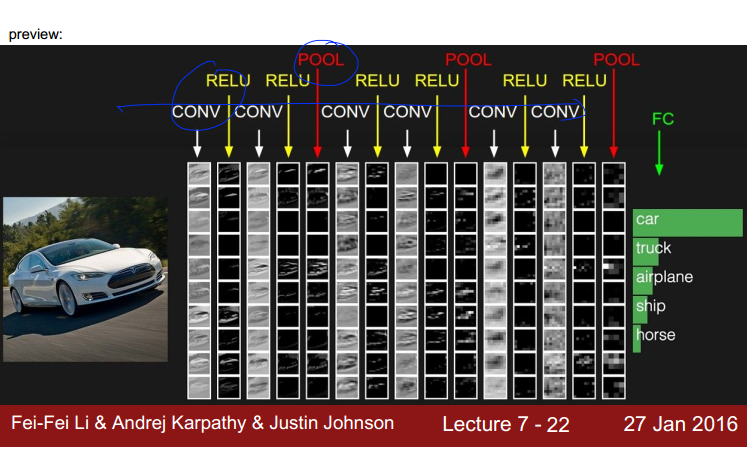 preview:
POOL POOL POOL
RELU RELU RELU RELU RELU RELU
CONV CONV CONV CONV CONV CONV
FC
car
truck
airplane
ship
horse
Fei-Fei Li & Andrej Karpathy & Justin Johnson Lecture 7 - 22 27 Jan 2016